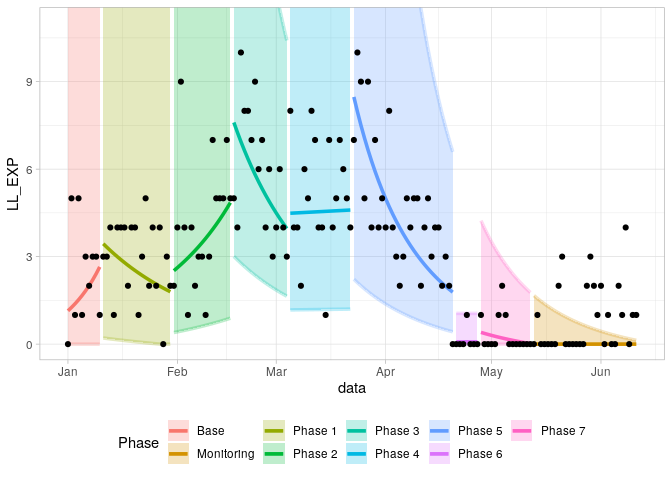 LL_EXP
9
6
3
0
Jan Feb Mar Apr May Jun
data
Phase
Base Phase 1 Phase 3 Phase 5 Phase 7
Monitoring Phase 2 Phase 4 Phase 6